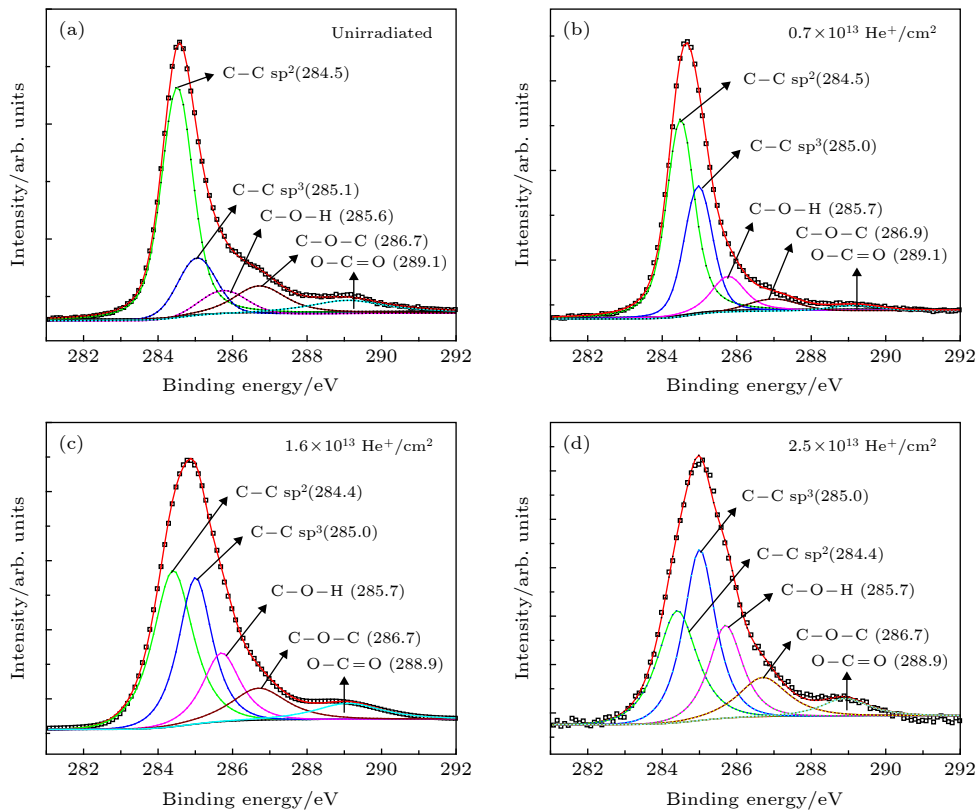 (a)
Unirradiated
C−C sp²(284.5)
C−C sp³(285.1)
C−O−H (285.6)
C−O−C (286.7)
O−C=O (289.1)
Intensity/arb. units
282 284 286 288 290 292
Binding energy/eV
(b)
0.7×10¹³ He⁺/cm²
C−C sp²(284.5)
C−C sp³(285.0)
C−O−H (285.7)
C−O−C (286.9)
O−C=O (289.1)
Intensity/arb. units
282 284 286 288 290 292
Binding energy/eV
(c)
1.6×10¹³ He⁺/cm²
C−C sp²(284.4)
C−C sp³(285.0)
C−O−H (285.7)
C−O−C (286.7)
O−C=O (288.9)
Intensity/arb. units
282 284 286 288 290 292
Binding energy/eV
(d)
2.5×10¹³ He⁺/cm²
C−C sp³(285.0)
C−C sp²(284.4)
C−O−H (285.7)
C−O−C (286.7)
O−C=O (288.9)
Intensity/arb. units
282 284 286 288 290 292
Binding energy/eV